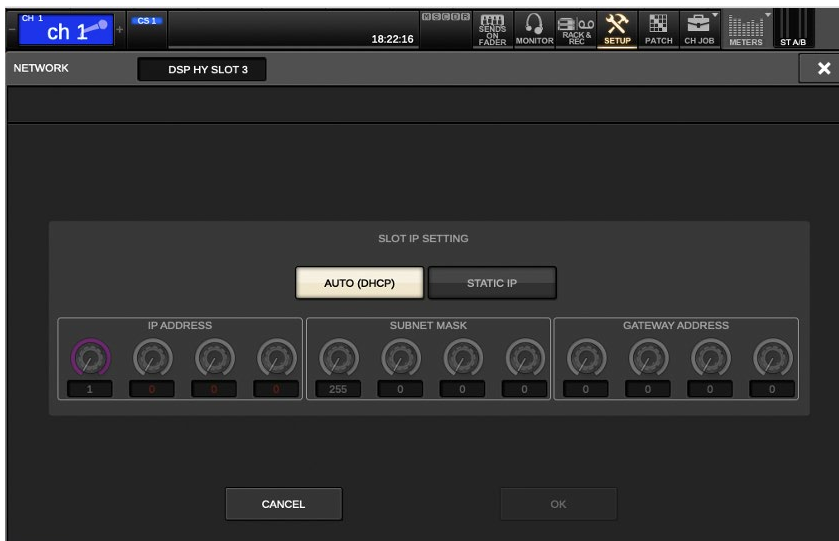 CH 1
ch 1
CS 1
18:22:16
SENDS ON FADER
MONITOR
RACK & REC
SETUP
PATCH
CH JOB
METERS
ST A/B
NETWORK
DSP HY SLOT 3
SLOT IP SETTING
AUTO (DHCP)
STATIC IP
IP ADDRESS
SUBNET MASK
GATEWAY ADDRESS
1 0 0 0
255 0 0 0
0 0 0 0
CANCEL
OK